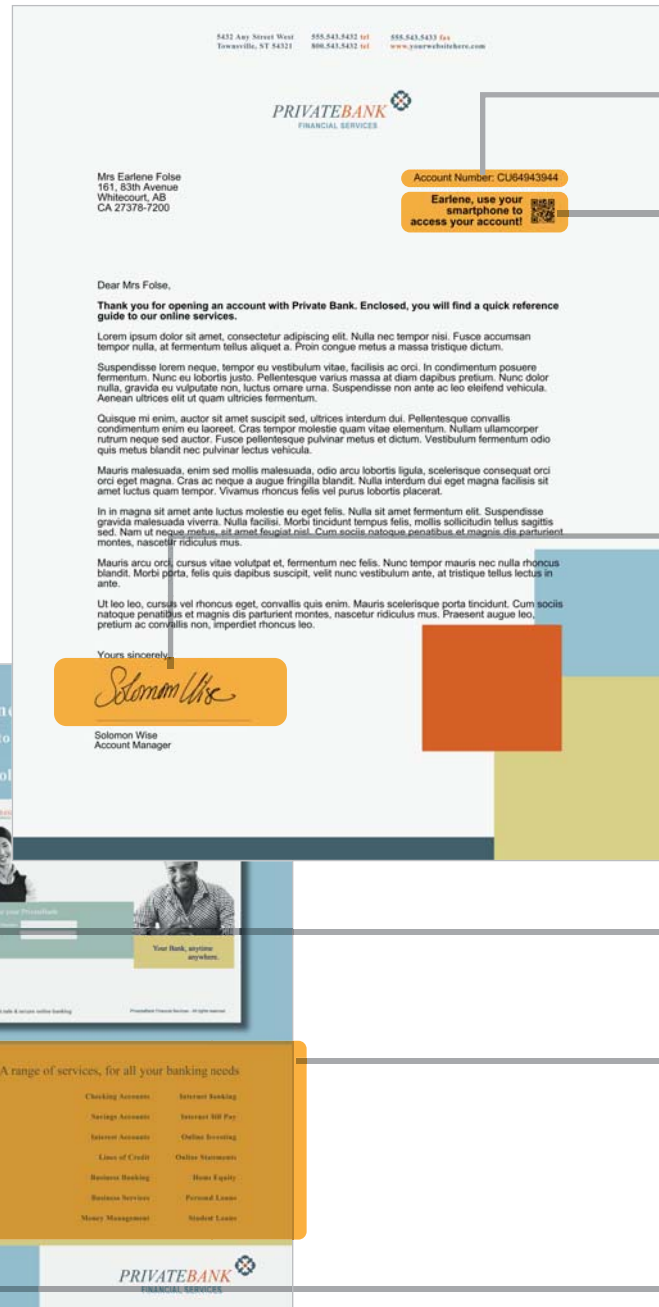 5432 Any Street West 555.543.5432 tel 555.543.5433 fax
Townsville, ST 54321 800.543.5432 tel www.yourwebsitehere.com
PRIVATEBANK
FINANCIAL SERVICES
Mrs Earlene Folse
161, 83th Avenue
Whitecourt, AB
CA 27378-7200
Account Number: CU64943944
Earlene, use your
smartphone to
access your account!
Dear Mrs Folse,
Thank you for opening an account with Private Bank. Enclosed, you will find a quick reference
guide to our online services.
Lorem ipsum dolor sit amet, consectetur adipiscing elit. Nulla nec tempor nisi. Fusce accumsan
tempor nulla, at fermentum tellus aliquet a. Proin congue metus a massa tristique dictum.
Suspendisse lorem neque, tempor eu vestibulum vitae, facilisis ac orci. In condimentum posuere
fermentum. Nunc eu lobortis justo. Pellentesque varius massa at diam dapibus pretium. Nunc dolor
nulla, gravida eu vulputate non, luctus ornare urna. Suspendisse non ante ac leo eleifend vehicula.
Aenean ultrices elit ut quam ultricies fermentum.
Quisque mi enim, auctor sit amet suscipit sed, ultrices interdum dui. Pellentesque convallis
condimentum enim eu laoreet. Cras tempor molestie quam vitae elementum. Nullam ullamcorper
rutrum neque sed auctor. Fusce pellentesque pulvinar metus et dictum. Vestibulum fermentum odio
quis metus blandit nec pulvinar lectus vehicula.
Mauris malesuada, enim sed mollis malesuada, odio arcu lobortis ligula, scelerisque consequat orci
orci eget magna. Cras ac neque a augue fringilla blandit. Nulla interdum dui eget magna facilisis sit
amet luctus quam tempor. Vivamus rhoncus felis vel purus lobortis placerat.
In in magna sit amet ante luctus molestie eu eget felis. Nulla sit amet fermentum elit. Suspendisse
gravida malesuada viverra. Nulla facilisi. Morbi tincidunt tempus felis, mollis sollicitudin tellus sagittis
sed. Nam ut neque metus, sit amet feugiat nisl. Cum sociis natoque penatibus et magnis dis parturient
montes, nascetur ridiculus mus.
Mauris arcu orci, cursus vitae volutpat et, fermentum nec felis. Nunc tempor mauris nec nulla rhoncus
blandit. Morbi porta, felis quis dapibus suscipit, velit nunc vestibulum ante, at tristique tellus lectus in
ante.
Ut leo leo, cursus vel rhoncus eget, convallis quis enim. Mauris scelerisque porta tincidunt. Cum sociis
natoque penatibus et magnis dis parturient montes, nascetur ridiculus mus. Praesent augue leo,
pretium ac convallis non, imperdiet rhoncus leo.
Yours sincerely,
Solomon Wise
Solomon Wise
Account Manager
your PrivateBank
Your Bank, anytime
anywhere.
safe & secure online banking PrivateBank Financial Services - All rights reserved.
A range of services, for all your banking needs
Checking Accounts Internet Banking
Savings Accounts Internet Bill Pay
Interest Accounts Online Investing
Lines of Credit Online Statements
Business Banking Home Equity
Business Services Personal Loans
Money Management Student Loans
PRIVATEBANK
FINANCIAL SERVICES